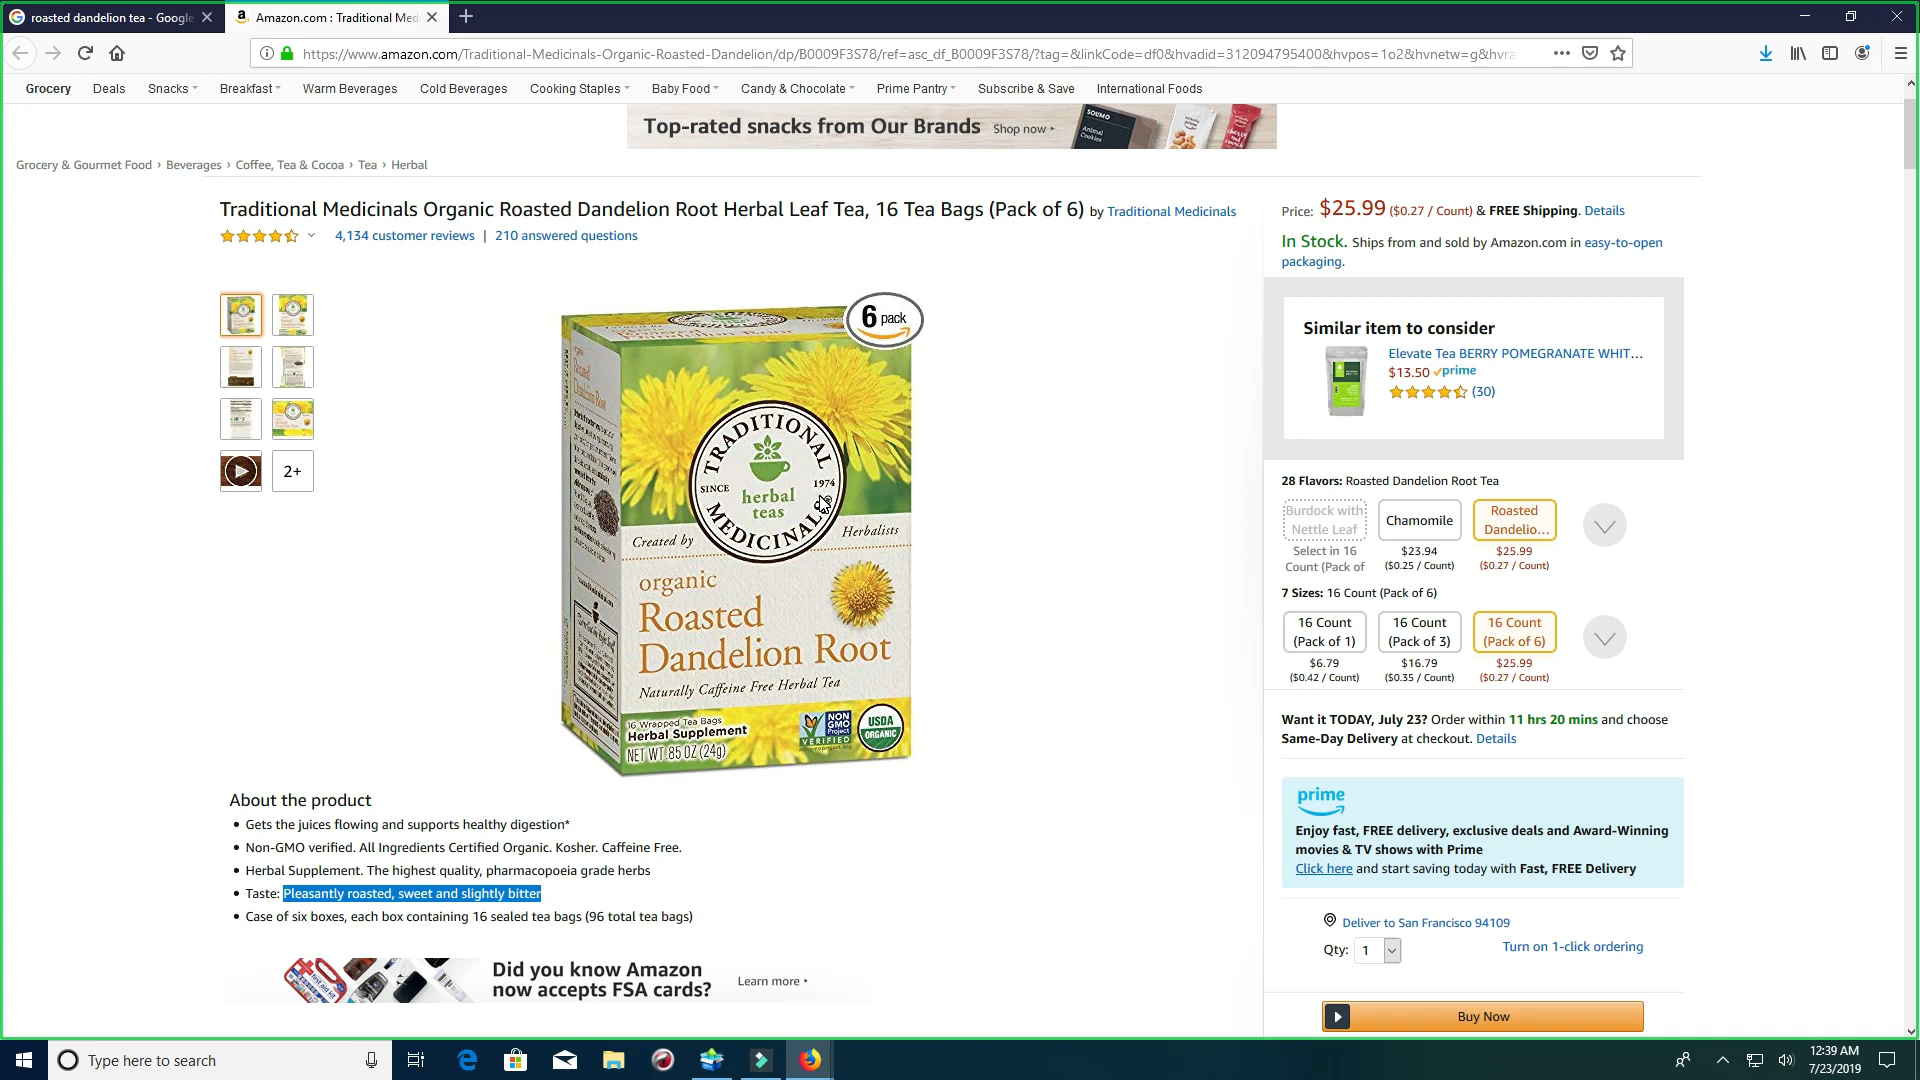 roasted dandelion tea - Google
Amazon.com : Traditional Med
https://www.amazon.com/Traditional-Medicinals-Organic-Roasted-Dandelion/dp/B0009F3S78/ref=asc_df_B0009F3S78/?tag=&linkCode=df0&hvadid=312094795400&hvpos=1o2&hvnetw=g&hvra
Grocery Deals Snacks Breakfast Warm Beverages Cold Beverages Cooking Staples Baby Food Candy & Chocolate Prime Pantry Subscribe & Save International Foods
Top-rated snacks from Our Brands Shop now
SOLIMO
Animal
Cookies
Grocery & Gourmet Food › Beverages › Coffee, Tea & Cocoa › Tea › Herbal
Traditional Medicinals Organic Roasted Dandelion Root Herbal Leaf Tea, 16 Tea Bags (Pack of 6) by Traditional Medicinals
4,134 customer reviews | 210 answered questions
2+
6 pack
TRADITIONAL
SINCE 1974
herbal
teas
MEDICINALS
Created by Herbalists
organic
Roasted
Dandelion Root
Naturally Caffeine Free Herbal Tea
16 Wrapped Tea Bags
Herbal Supplement
NET WT .85 OZ (24g)
NON
GMO
Project
VERIFIED
USDA
ORGANIC
About the product
• Gets the juices flowing and supports healthy digestion*
• Non-GMO verified. All Ingredients Certified Organic. Kosher. Caffeine Free.
• Herbal Supplement. The highest quality, pharmacopoeia grade herbs
• Taste: Pleasantly roasted, sweet and slightly bitter
• Case of six boxes, each box containing 16 sealed tea bags (96 total tea bags)
Did you know Amazon
now accepts FSA cards?
Learn more
Price: $25.99 ($0.27 / Count) & FREE Shipping. Details
In Stock. Ships from and sold by Amazon.com in easy-to-open
packaging.
Similar item to consider
Elevate Tea BERRY POMEGRANATE WHIT...
$13.50 prime
(30)
28 Flavors: Roasted Dandelion Root Tea
Burdock with
Nettle Leaf
Select in 16
Count (Pack of
Chamomile
$23.94
($0.25 / Count)
Roasted
Dandelio...
$25.99
($0.27 / Count)
7 Sizes: 16 Count (Pack of 6)
16 Count
(Pack of 1)
$6.79
($0.42 / Count)
16 Count
(Pack of 3)
$16.79
($0.35 / Count)
16 Count
(Pack of 6)
$25.99
($0.27 / Count)
Want it TODAY, July 23? Order within 11 hrs 20 mins and choose
Same-Day Delivery at checkout. Details
prime
Enjoy fast, FREE delivery, exclusive deals and Award-Winning
movies & TV shows with Prime
Click here and start saving today with Fast, FREE Delivery
Deliver to San Francisco 94109
Qty: 1
Turn on 1-click ordering
Buy Now
Type here to search
12:39 AM
7/23/2019